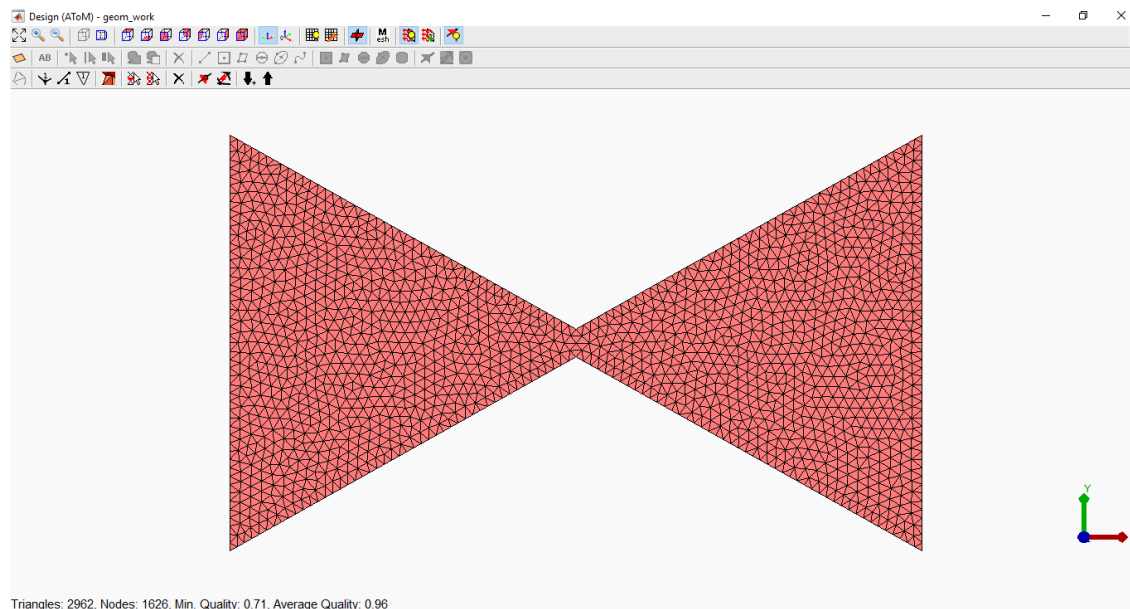 Design (AToM) - geom_work
M
esh
AB
Y
Triangles: 2962, Nodes: 1626, Min. Quality: 0.71, Average Quality: 0.96